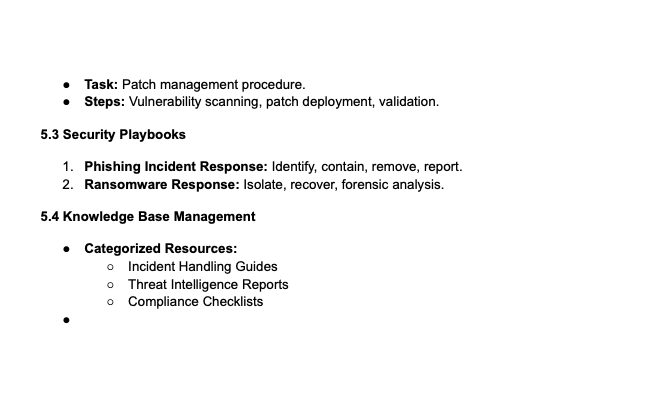 ● Task: Patch management procedure.
● Steps: Vulnerability scanning, patch deployment, validation.
5.3 Security Playbooks
1. Phishing Incident Response: Identify, contain, remove, report.
2. Ransomware Response: Isolate, recover, forensic analysis.
5.4 Knowledge Base Management
● Categorized Resources:
○ Incident Handling Guides
○ Threat Intelligence Reports
○ Compliance Checklists
●